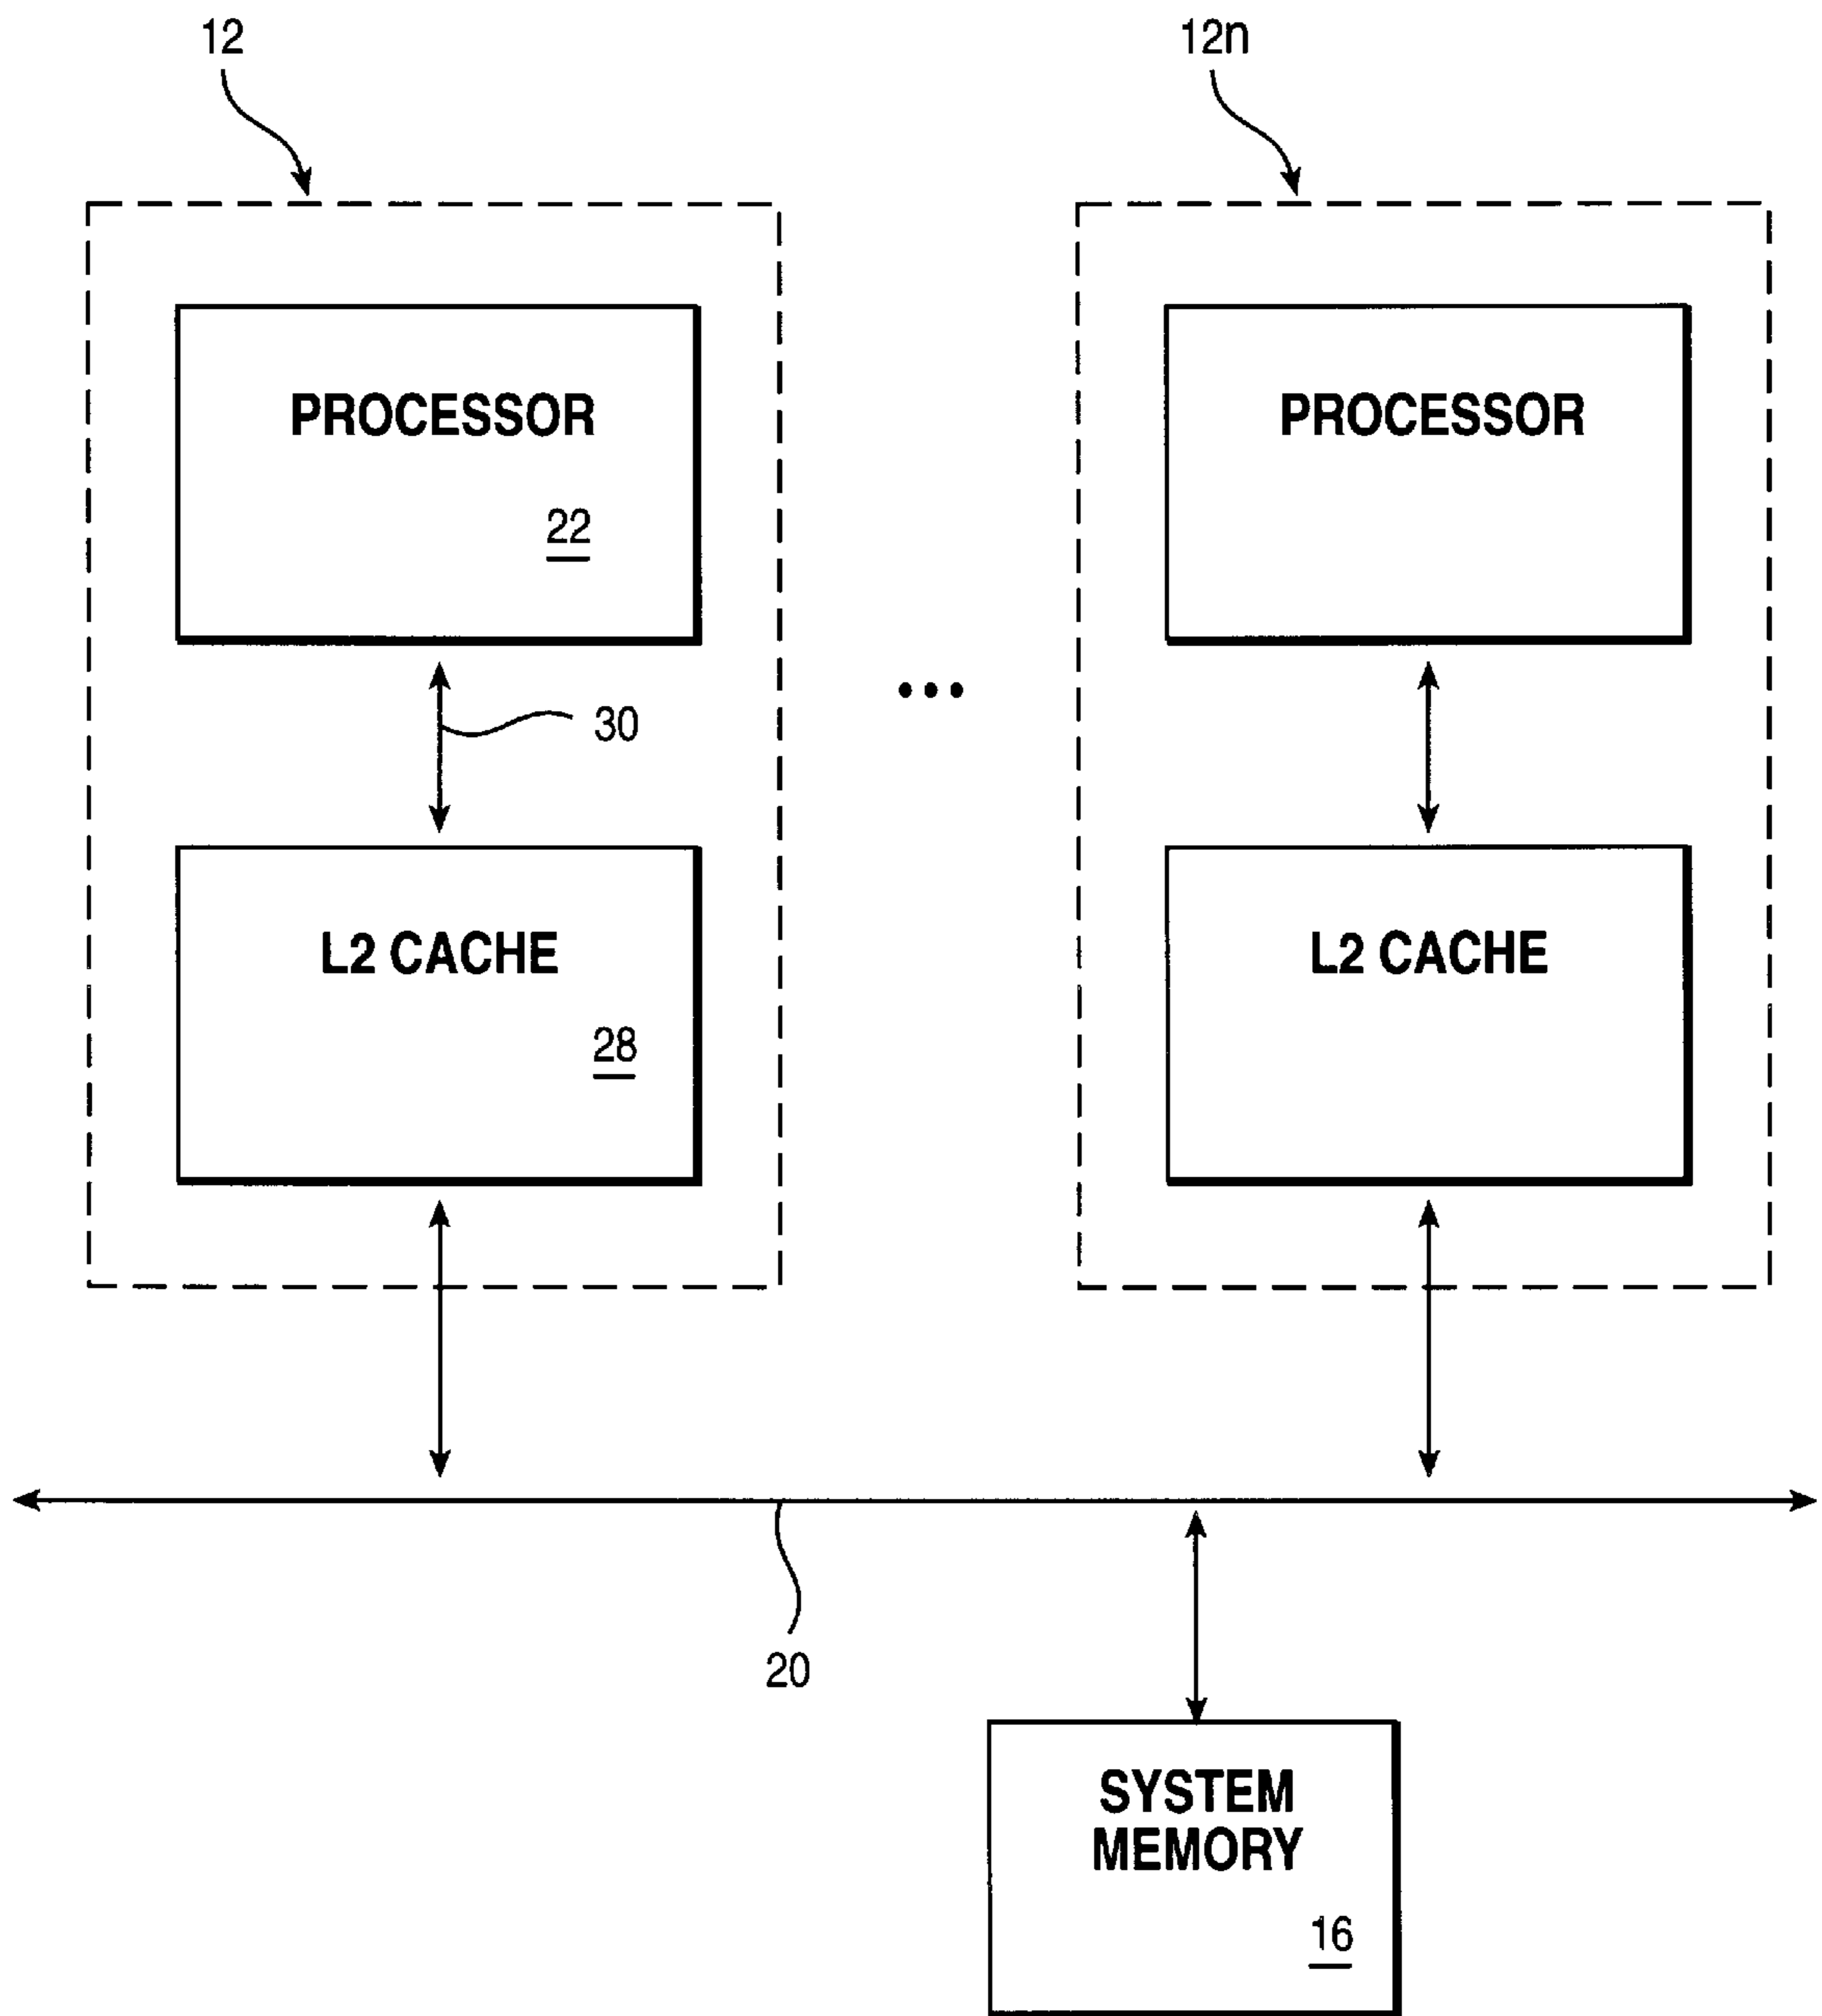 12
12n
PROCESSOR
22
PROCESSOR
30
L2 CACHE
28
L2 CACHE
20
SYSTEM
MEMORY
16